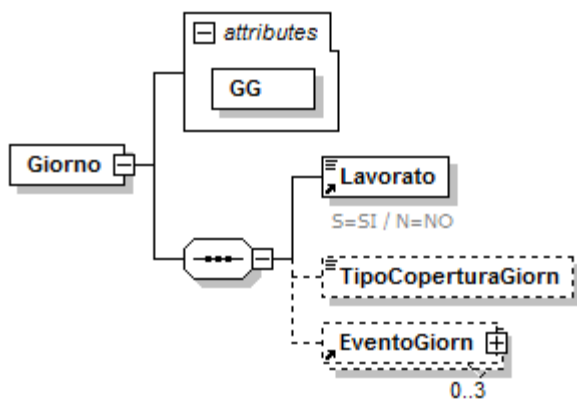 attributes
GG
Giorno
Lavorato
S=SI / N=NO
TipoCoperturaGiorn
EventoGiorn
0..3